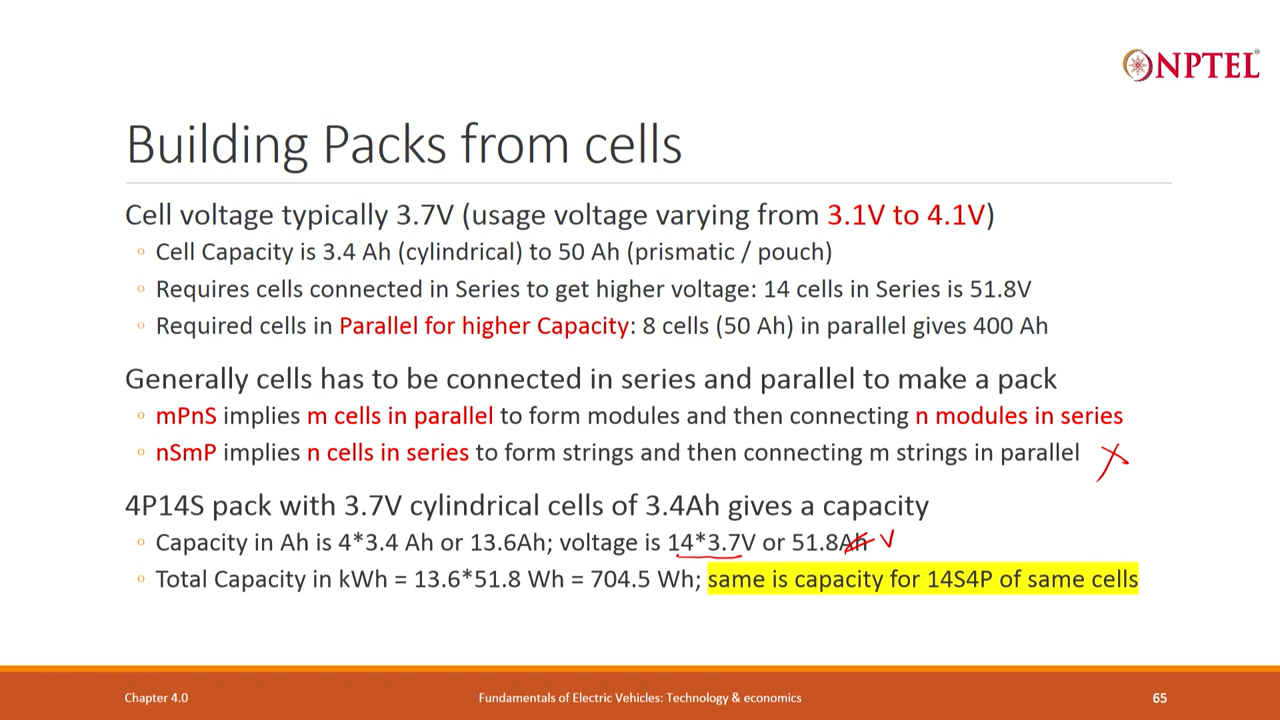 NPTEL
Building Packs from cells
Cell voltage typically 3.7V (usage voltage varying from 3.1V to 4.1V)
◦ Cell Capacity is 3.4 Ah (cylindrical) to 50 Ah (prismatic / pouch)
◦ Requires cells connected in Series to get higher voltage: 14 cells in Series is 51.8V
◦ Required cells in Parallel for higher Capacity: 8 cells (50 Ah) in parallel gives 400 Ah
Generally cells has to be connected in series and parallel to make a pack
◦ mPnS implies m cells in parallel to form modules and then connecting n modules in series
◦ nSmP implies n cells in series to form strings and then connecting m strings in parallel
4P14S pack with 3.7V cylindrical cells of 3.4Ah gives a capacity
◦ Capacity in Ah is 4*3.4 Ah or 13.6Ah; voltage is 14*3.7V or 51.8Ah V
◦ Total Capacity in kWh = 13.6*51.8 Wh = 704.5 Wh; same is capacity for 14S4P of same cells
Chapter 4.0 Fundamentals of Electric Vehicles: Technology & economics 65